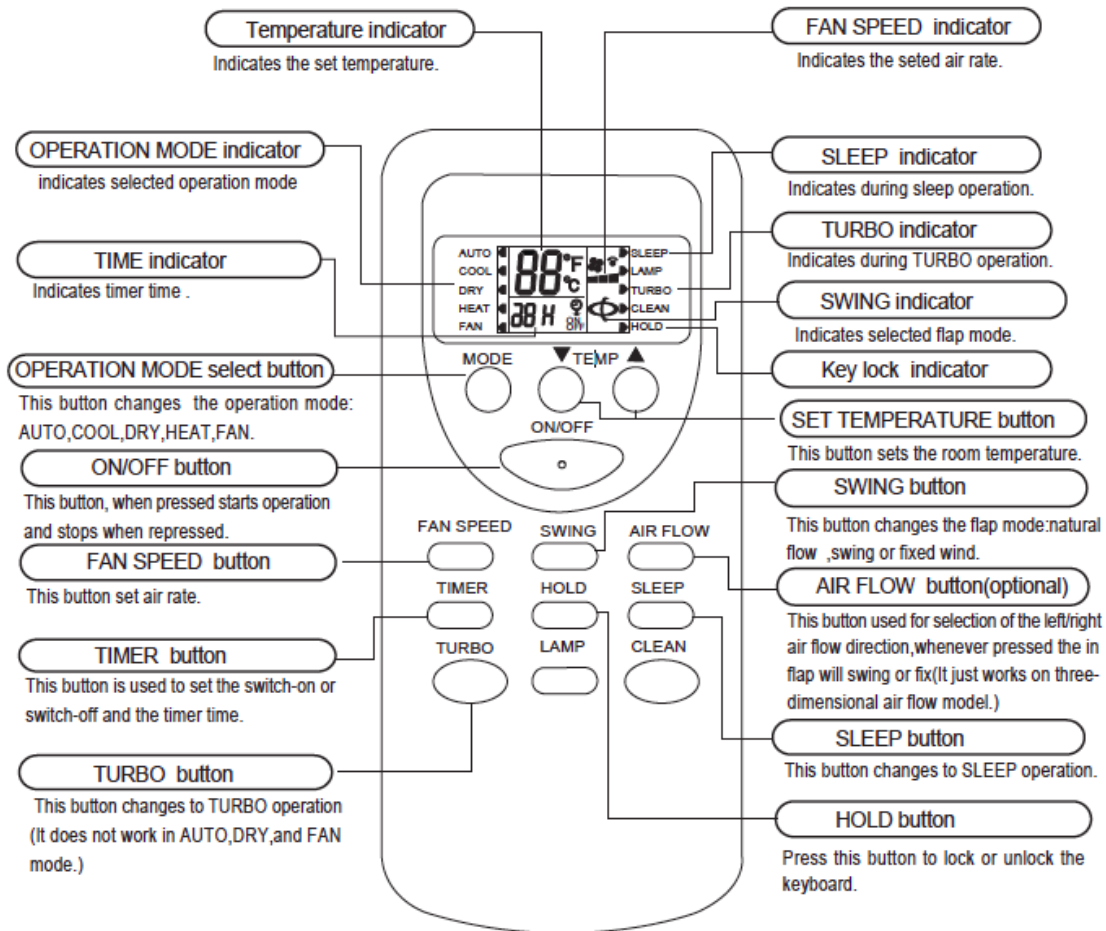 Temperature indicator
Indicates the set temperature.
FAN SPEED indicator
Indicates the seted air rate.
OPERATION MODE indicator
indicates selected operation mode
TIME indicator
Indicates timer time .
OPERATION MODE select button
This button changes the operation mode:
AUTO,COOL,DRY,HEAT,FAN.
ON/OFF button
This button, when pressed starts operation
and stops when repressed.
FAN SPEED button
This button set air rate.
TIMER button
This button is used to set the switch-on or
switch-off and the timer time.
TURBO button
This button changes to TURBO operation
(It does not work in AUTO,DRY,and FAN
mode.)
AUTO
COOL
DRY
HEAT
FAN
88°F
°C
SLEEP
LAMP
TURBO
CLEAN
HOLD
MODE
▼ TEMP ▲
ON/OFF
FAN SPEED
SWING
AIR FLOW
TIMER
HOLD
SLEEP
TURBO
LAMP
CLEAN
SLEEP indicator
Indicates during sleep operation.
TURBO indicator
Indicates during TURBO operation.
SWING indicator
Indicates selected flap mode.
Key lock indicator
SET TEMPERATURE button
This button sets the room temperature.
SWING button
This button changes the flap mode:natural
flow ,swing or fixed wind.
AIR FLOW button(optional)
This button used for selection of the left/right
air flow direction,whenever pressed the in
flap will swing or fix(It just works on three-
dimensional air flow model.)
SLEEP button
This button changes to SLEEP operation.
HOLD button
Press this button to lock or unlock the
keyboard.